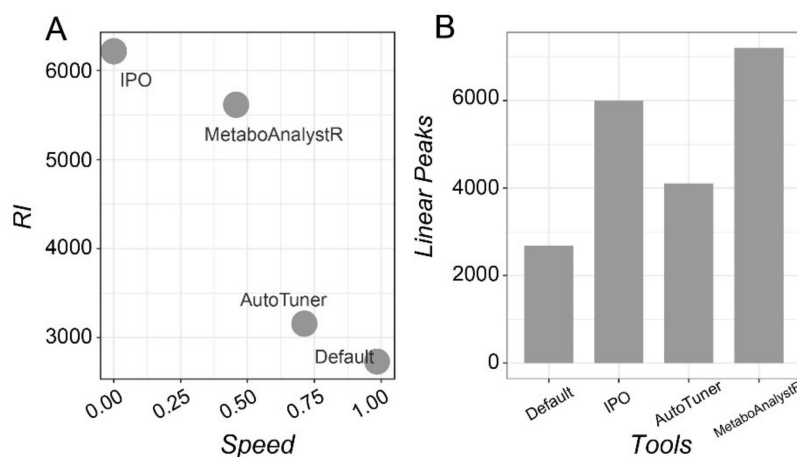 A
RI
6000
5000
4000
3000
IPO
MetaboAnalystR
AutoTuner
Default
0.00
0.25
0.50
0.75
1.00
Speed
B
Linear Peaks
6000
4000
2000
0
Default
IPO
AutoTuner
MetaboAnalystR
Tools